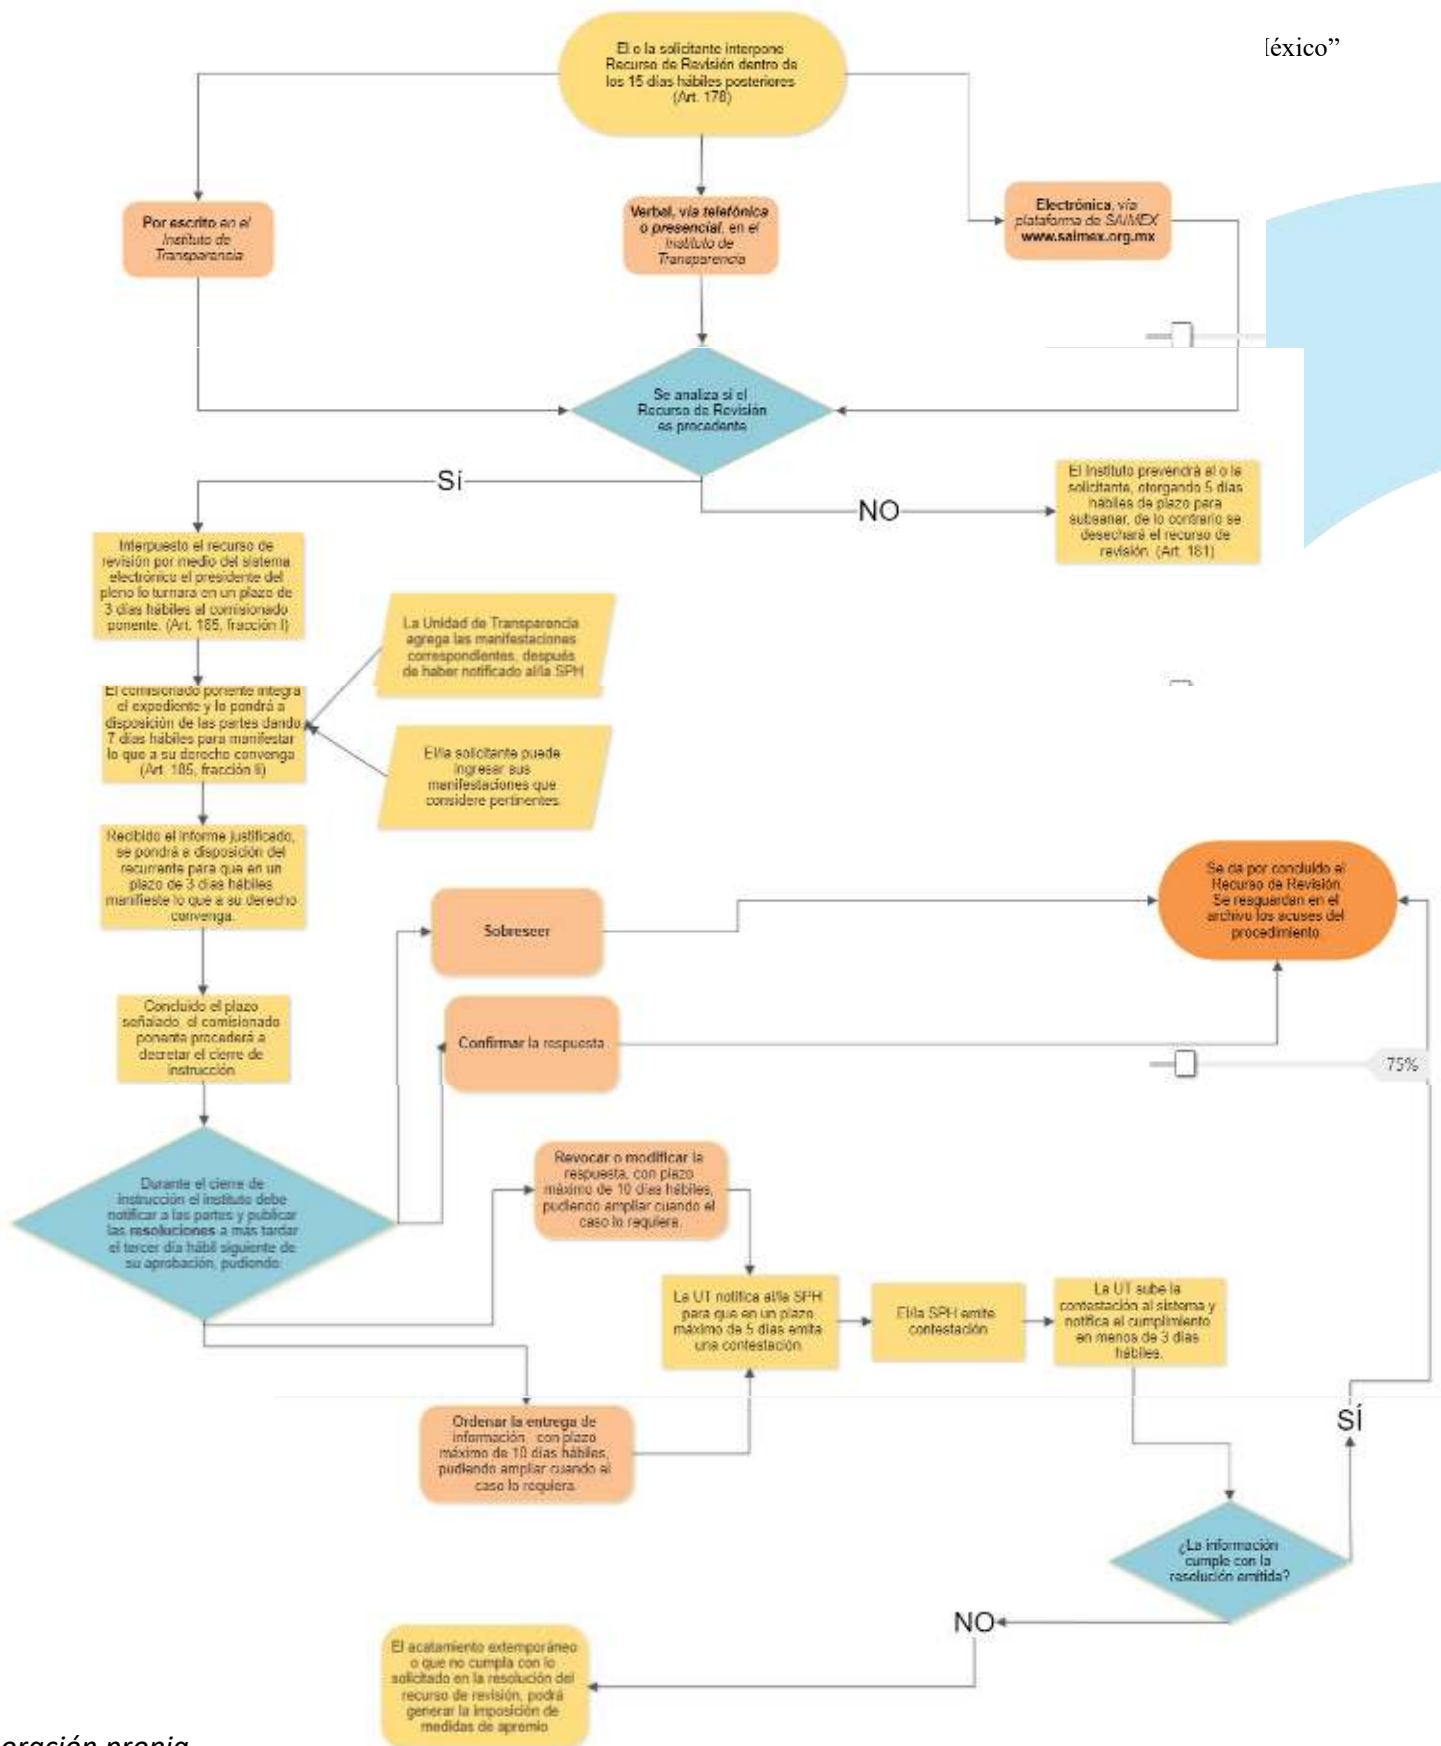 El o la solicitante interpone
Recurso de Revisión dentro de
los 15 días hábiles posteriores
(Art. 178)
México”
Por escrito en el
Instituto de
Transparencia
Verbal, vía telefónica
o presencial, en el
Instituto de
Transparencia
Electrónica, vía
plataforma de SAIMEX
www.saimex.org.mx
Se analiza si el
Recurso de Revisión
es procedente
Sí
NO
El Instituto prevendrá al o la
solicitante, otorgando 5 días
hábiles de plazo para
subsanar, de lo contrario se
desechará el recurso de
revisión. (Art. 181)
Interpuesto el recurso de
revisión por medio del sistema
electrónico el presidente del
pleno lo turnara en un plazo de
3 días hábiles al comisionado
ponente. (Art. 185, fracción I)
La Unidad de Transparencia
agrega las manifestaciones
correspondientes, después
de haber notificado al/la SPH
El comisionado ponente integra
el expediente y lo pondrá a
disposición de las partes dando
7 días hábiles para manifestar
lo que a su derecho convenga
(Art. 185, fracción II)
El/la solicitante puede
ingresar sus
manifestaciones que
considere pertinentes.
Recibido el informe justificado,
se pondrá a disposición del
recurrente para que en un
plazo de 3 días hábiles
manifieste lo que a su derecho
convenga.
Sobreseer
Se da por concluido el
Recurso de Revisión.
Se resguardan en el
archivo los acuses del
procedimiento.
Concluido el plazo
señalado, el comisionado
ponente procederá a
decretar el cierre de
instrucción
Confirmar la respuesta
75%
Durante el cierre de
instrucción el instituto debe
notificar a las partes y publicar
las resoluciones a más tardar
el tercer día hábil siguiente de
su aprobación, pudiendo:
Revocar o modificar la
respuesta, con plazo
máximo de 10 días hábiles,
pudiendo ampliar cuando el
caso lo requiera.
La UT notifica al/la SPH
para que en un plazo
máximo de 5 días emita
una contestación.
El/la SPH emite
contestación
La UT sube la
contestación al sistema y
notifica el cumplimiento
en menos de 3 días
hábiles.
Ordenar la entrega de
información, con plazo
máximo de 10 días hábiles,
pudiendo ampliar cuando el
caso lo requiera.
SÍ
¿La información
cumple con la
resolución emitida?
NO
El acatamiento extemporáneo
o que no cumpla con lo
solicitado en la resolución del
recurso de revisión, podrá
generar la imposición de
medidas de apremio
oración propia